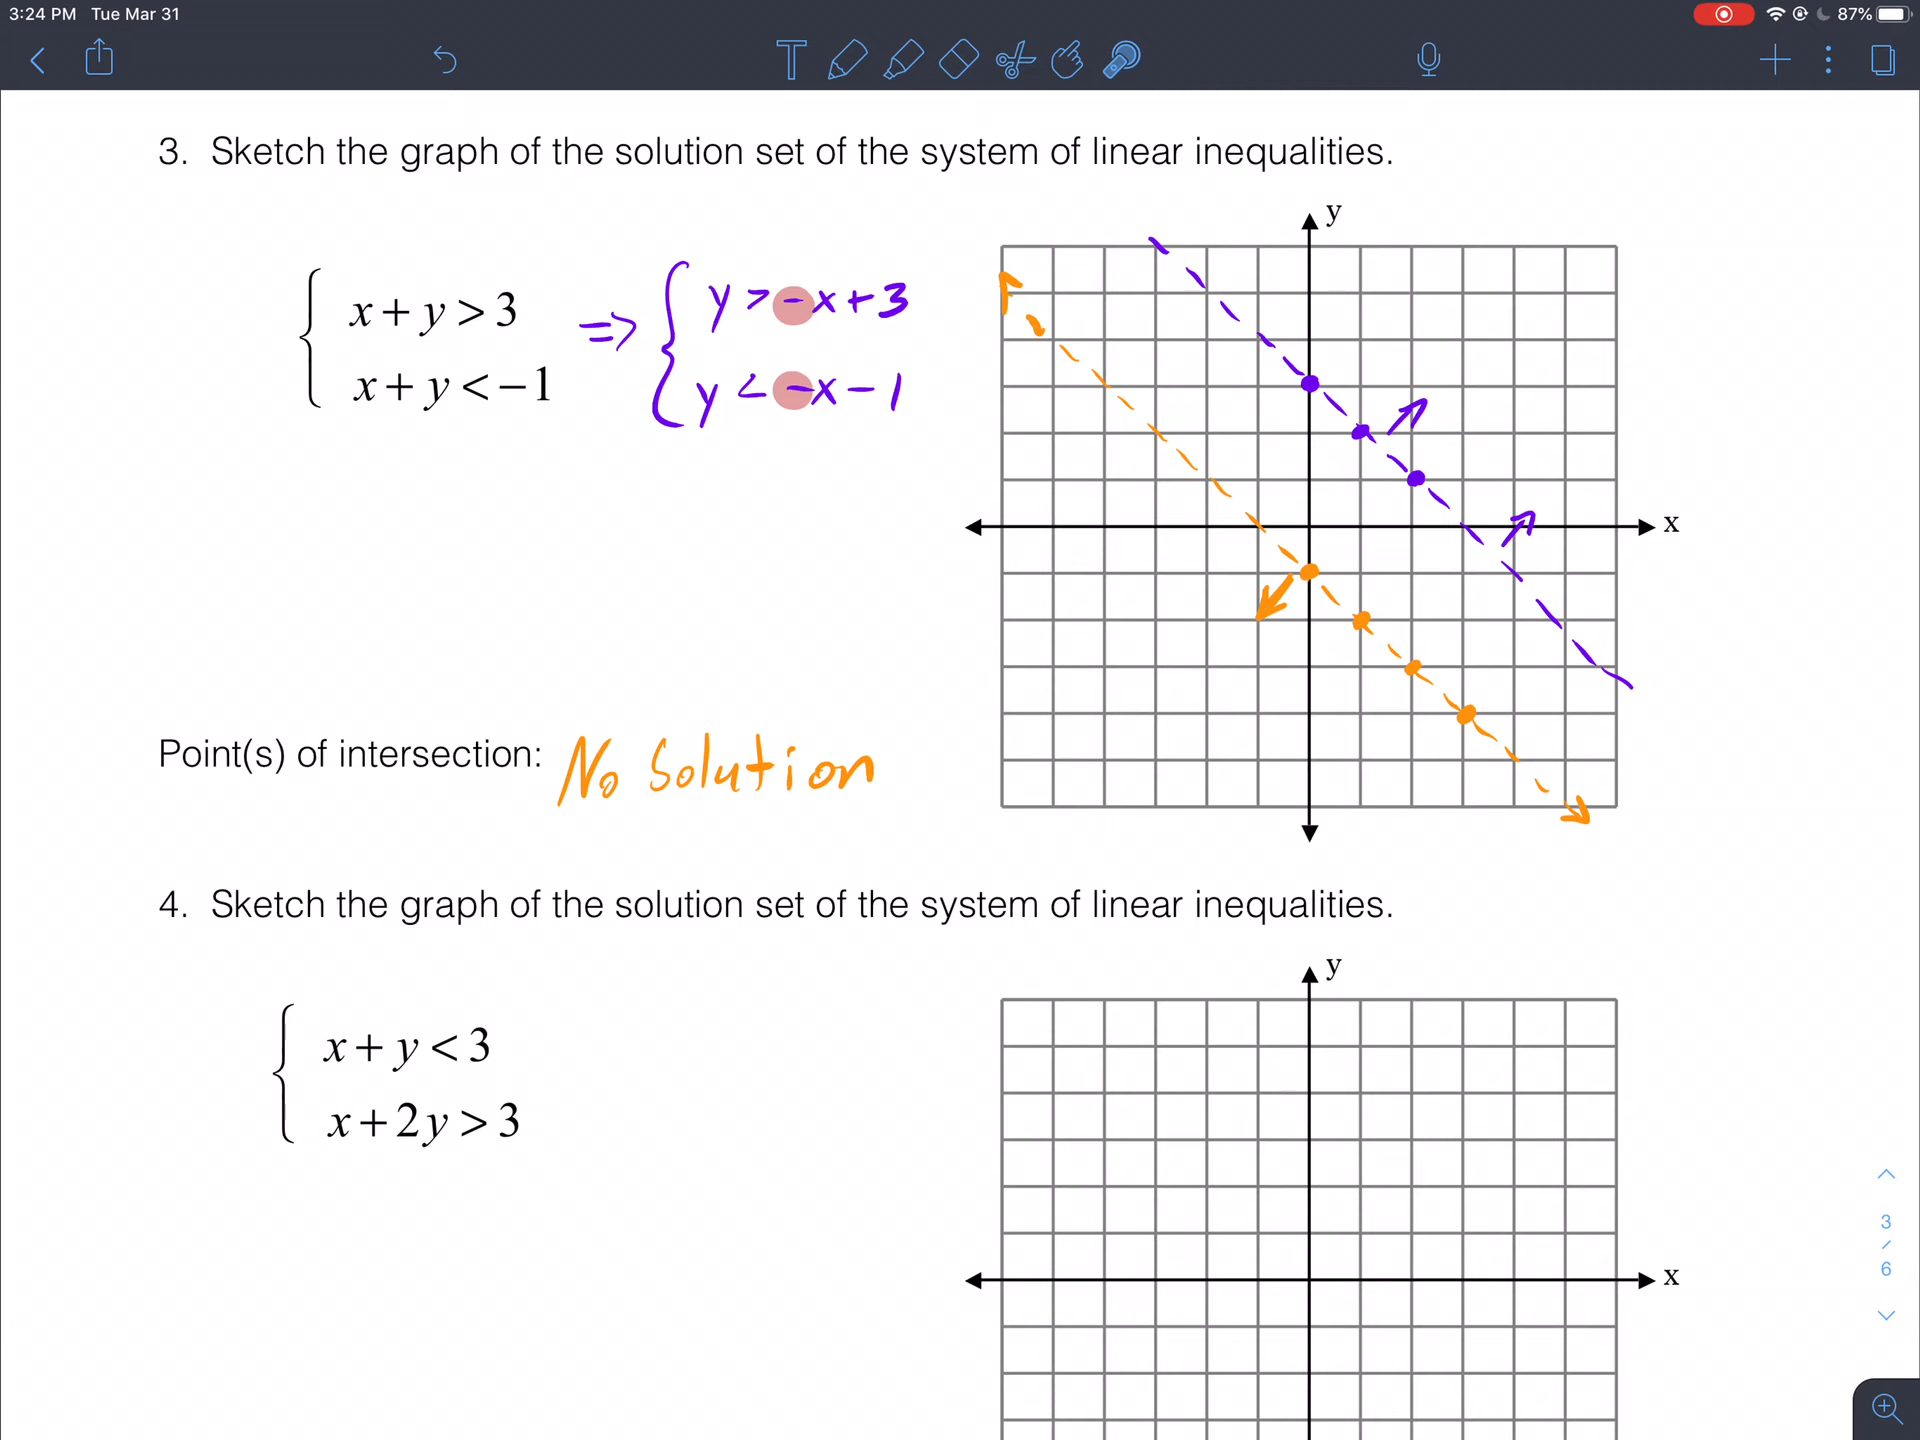 3:24 PM Tue Mar 31
87%
3. Sketch the graph of the solution set of the system of linear inequalities.
y
x + y > 3
=> y > -x + 3
x + y < -1
y < -x - 1
x
Point(s) of intersection: No Solution
4. Sketch the graph of the solution set of the system of linear inequalities.
y
x + y < 3
x + 2y > 3
x
3
/
6